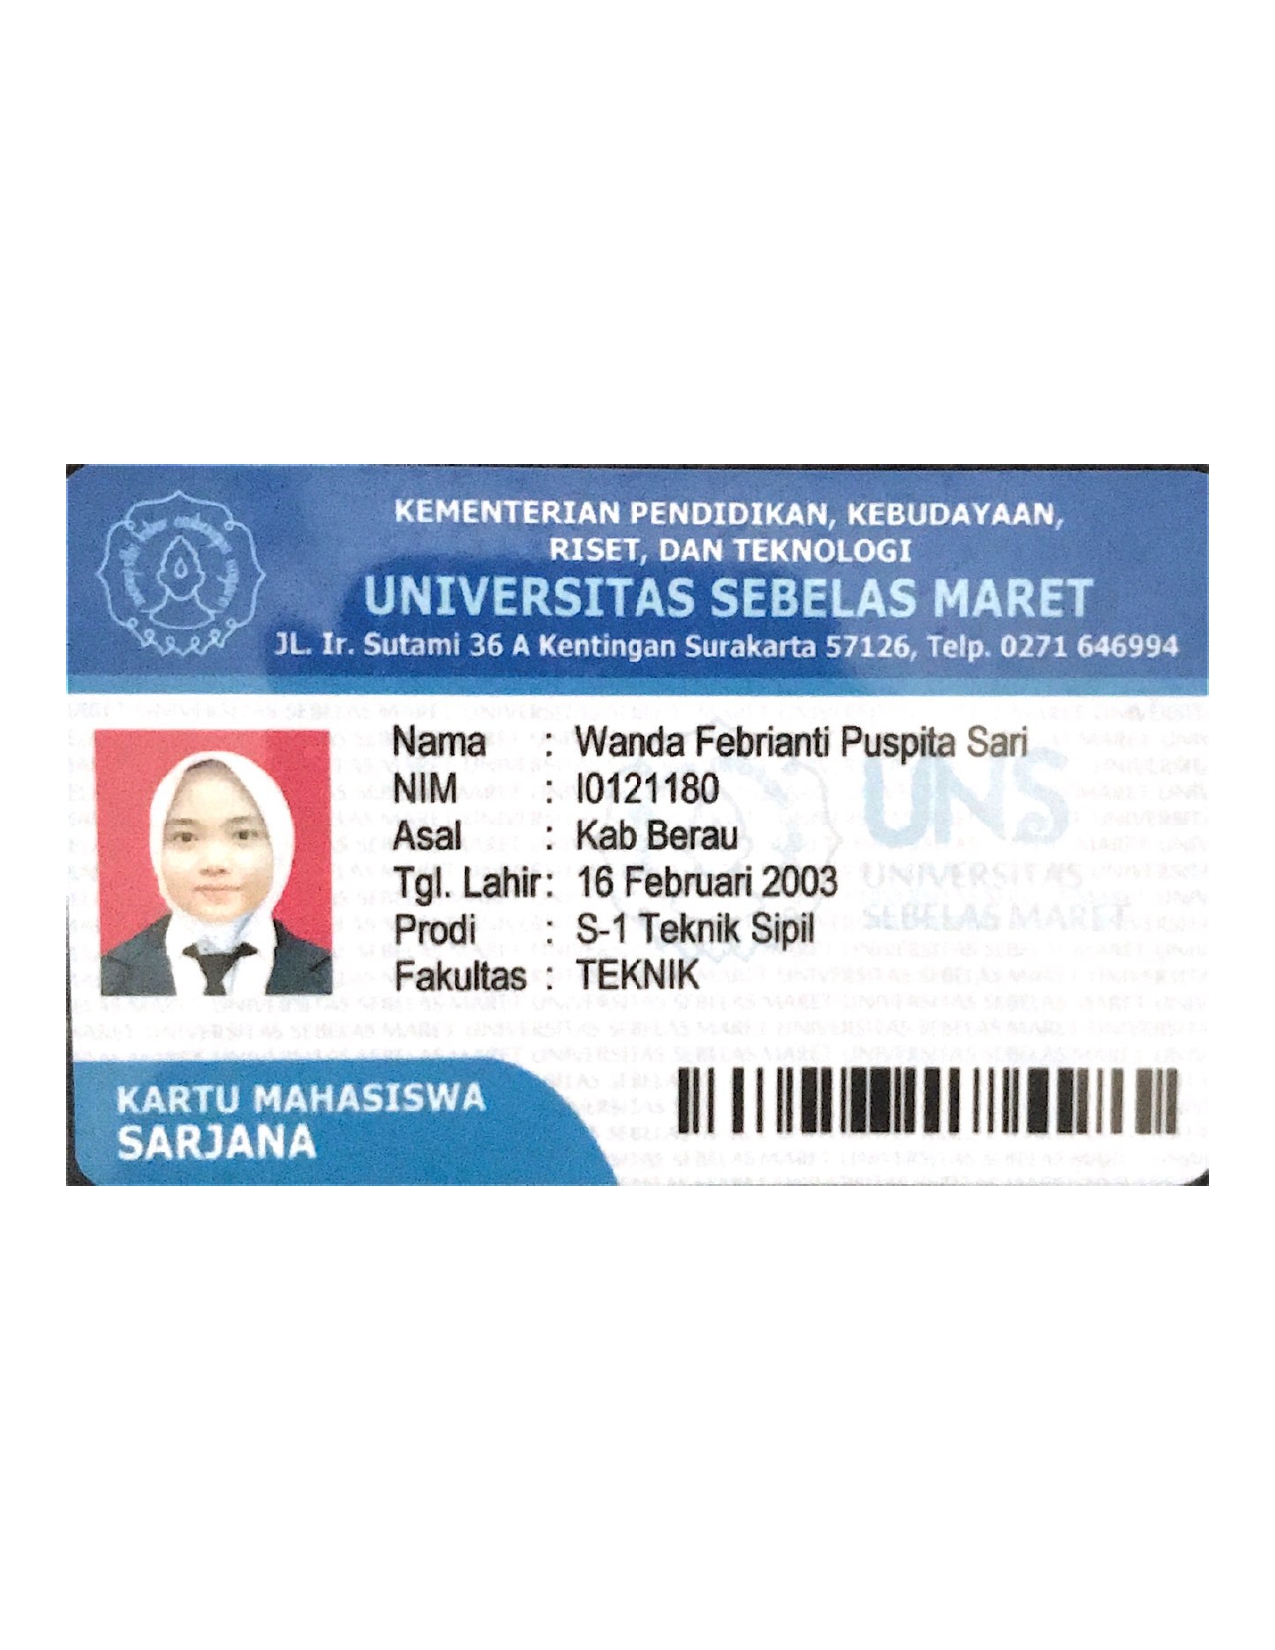 KEMENTERIAN PENDIDIKAN, KEBUDAYAAN,
RISET, DAN TEKNOLOGI
UNIVERSITAS SEBELAS MARET
JL. Ir. Sutami 36 A Kentingan Surakarta 57126, Telp. 0271 646994
Nama : Wanda Febrianti Puspita Sari
NIM : I0121180
Asal : Kab Berau
Tgl. Lahir : 16 Februari 2003
Prodi : S-1 Teknik Sipil
Fakultas : TEKNIK
UNS
UNIVERSITAS
SEBELAS MARET
KARTU MAHASISWA
SARJANA